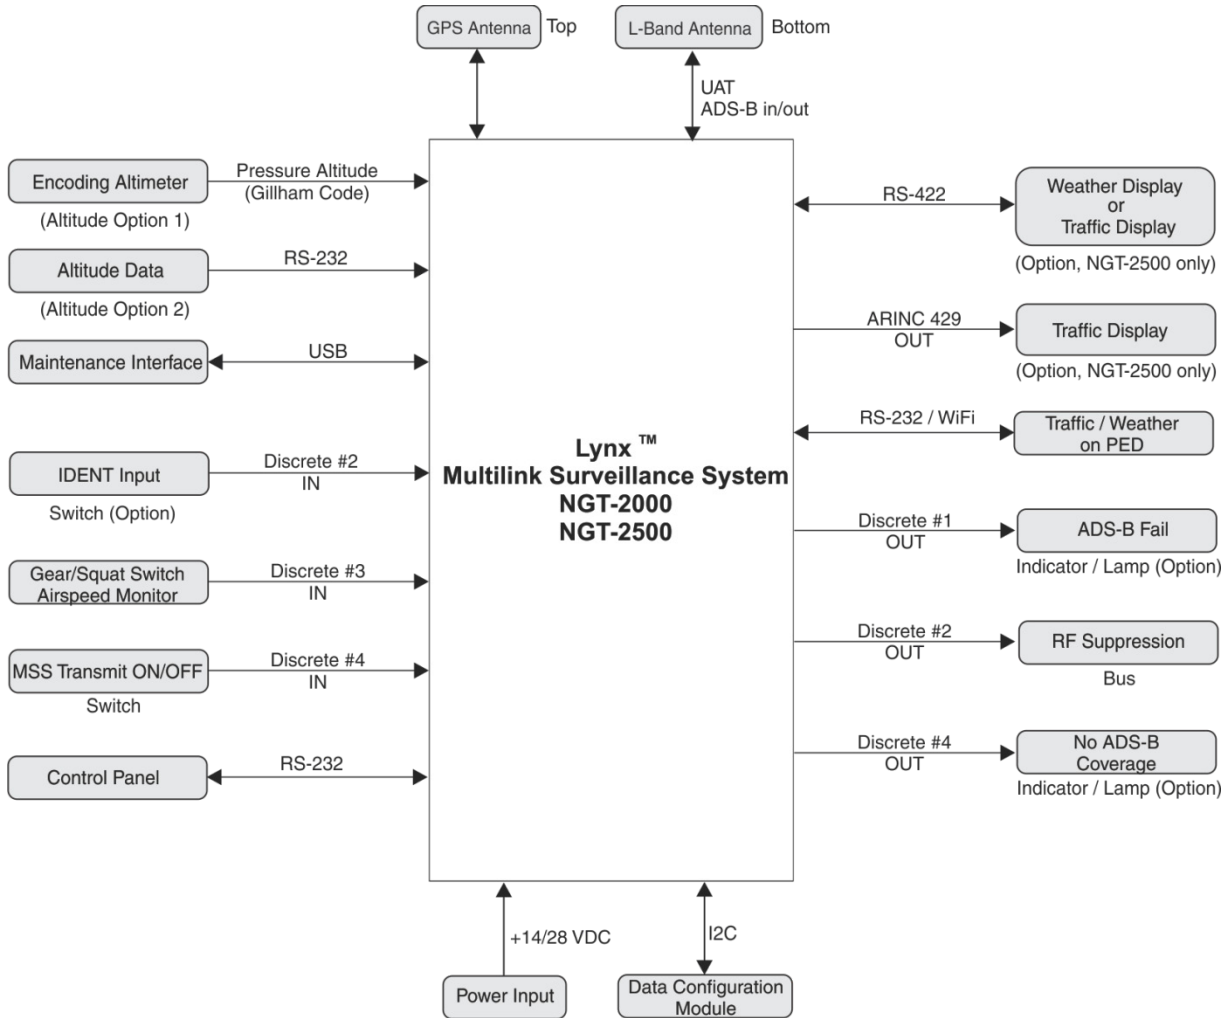 GPS Antenna
Top
L-Band Antenna
Bottom
UAT
ADS-B in/out
Encoding Altimeter
(Altitude Option 1)
Pressure Altitude
(Gillham Code)
Altitude Data
(Altitude Option 2)
RS-232
Maintenance Interface
USB
IDENT Input
Switch (Option)
Discrete #2
IN
Gear/Squat Switch
Airspeed Monitor
Discrete #3
IN
MSS Transmit ON/OFF
Switch
Discrete #4
IN
Control Panel
RS-232
Lynx ™
Multilink Surveillance System
NGT-2000
NGT-2500
RS-422
Weather Display
or
Traffic Display
(Option, NGT-2500 only)
ARINC 429
OUT
Traffic Display
(Option, NGT-2500 only)
RS-232 / WiFi
Traffic / Weather
on PED
Discrete #1
OUT
ADS-B Fail
Indicator / Lamp (Option)
Discrete #2
OUT
RF Suppression
Bus
Discrete #4
OUT
No ADS-B
Coverage
Indicator / Lamp (Option)
+14/28 VDC
Power Input
I2C
Data Configuration
Module